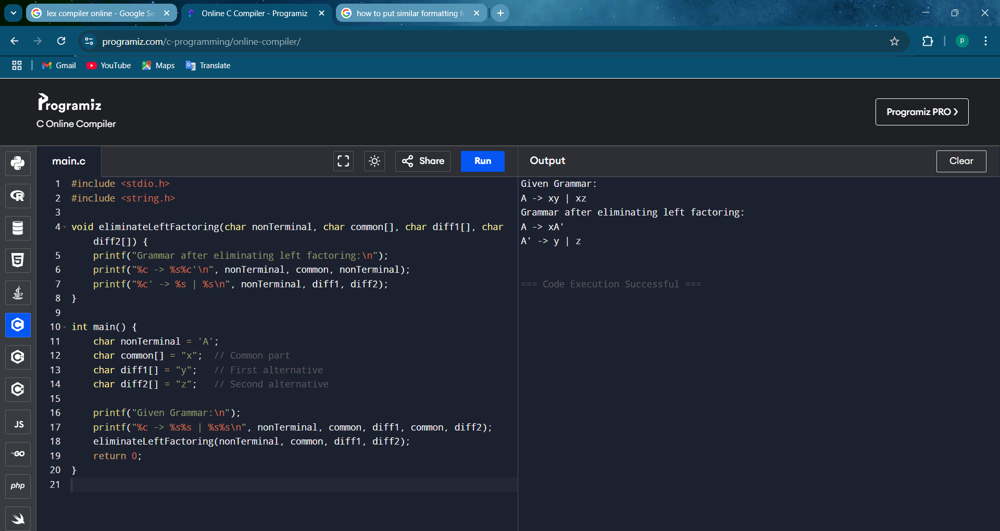 lex compiler online - Google Se
Online C Compiler - Programiz
how to put similar formatting fo
programiz.com/c-programming/online-compiler/
P
Gmail
YouTube
Maps
Translate
Programiz
C Online Compiler
Programiz PRO >
main.c
Share
Run
Output
Clear
1 #include <stdio.h>
2 #include <string.h>
3
4 void eliminateLeftFactoring(char nonTerminal, char common[], char diff1[], char
diff2[]) {
5     printf("Grammar after eliminating left factoring:\n");
6     printf("%c -> %s%c'\n", nonTerminal, common, nonTerminal);
7     printf("%c' -> %s | %s\n", nonTerminal, diff1, diff2);
8 }
9
10 int main() {
11     char nonTerminal = 'A';
12     char common[] = "x";  // Common part
13     char diff1[] = "y";   // First alternative
14     char diff2[] = "z";   // Second alternative
15
16     printf("Given Grammar:\n");
17     printf("%c -> %s%s | %s%s\n", nonTerminal, common, diff1, common, diff2);
18     eliminateLeftFactoring(nonTerminal, common, diff1, diff2);
19     return 0;
20 }
21
Given Grammar:
A -> xy | xz
Grammar after eliminating left factoring:
A -> xA'
A' -> y | z
=== Code Execution Successful ===
JS
GO
php